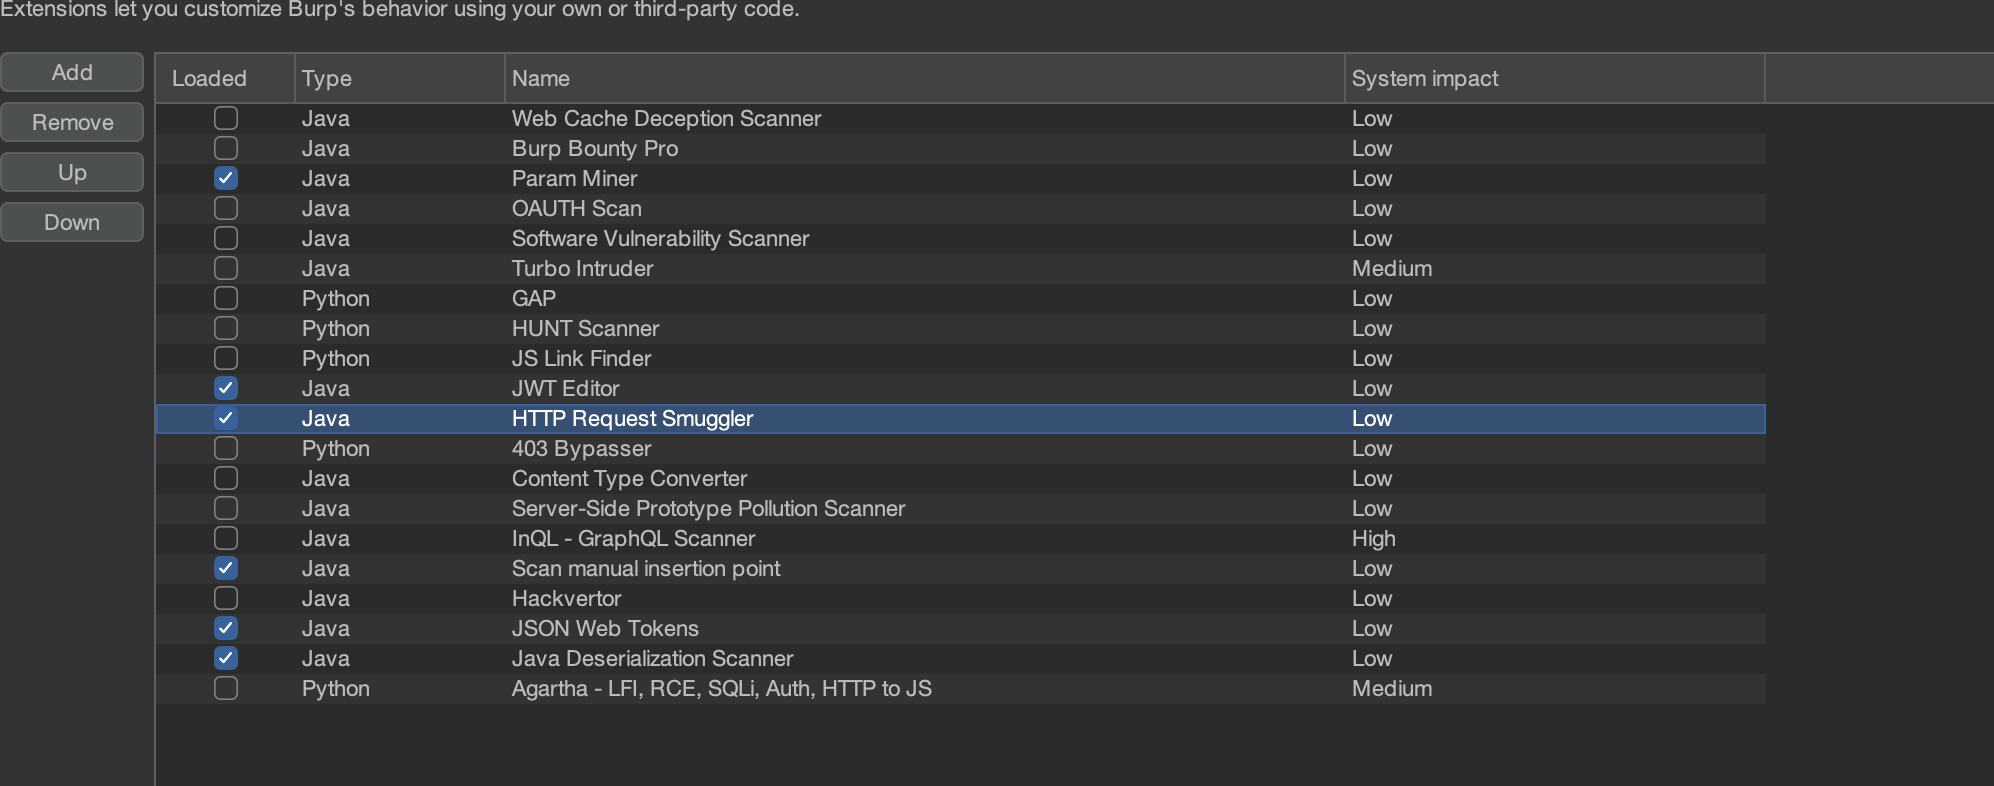 Extensions let you customize Burp's behavior using your own or third-party code.
Add
Remove
Up
Down
Loaded Type Name System impact
Java Web Cache Deception Scanner Low
Java Burp Bounty Pro Low
Java Param Miner Low
Java OAUTH Scan Low
Java Software Vulnerability Scanner Low
Java Turbo Intruder Medium
Python GAP Low
Python HUNT Scanner Low
Python JS Link Finder Low
Java JWT Editor Low
Java HTTP Request Smuggler Low
Python 403 Bypasser Low
Java Content Type Converter Low
Java Server-Side Prototype Pollution Scanner Low
Java InQL - GraphQL Scanner High
Java Scan manual insertion point Low
Java Hackvertor Low
Java JSON Web Tokens Low
Java Java Deserialization Scanner Low
Python Agartha - LFI, RCE, SQLi, Auth, HTTP to JS Medium